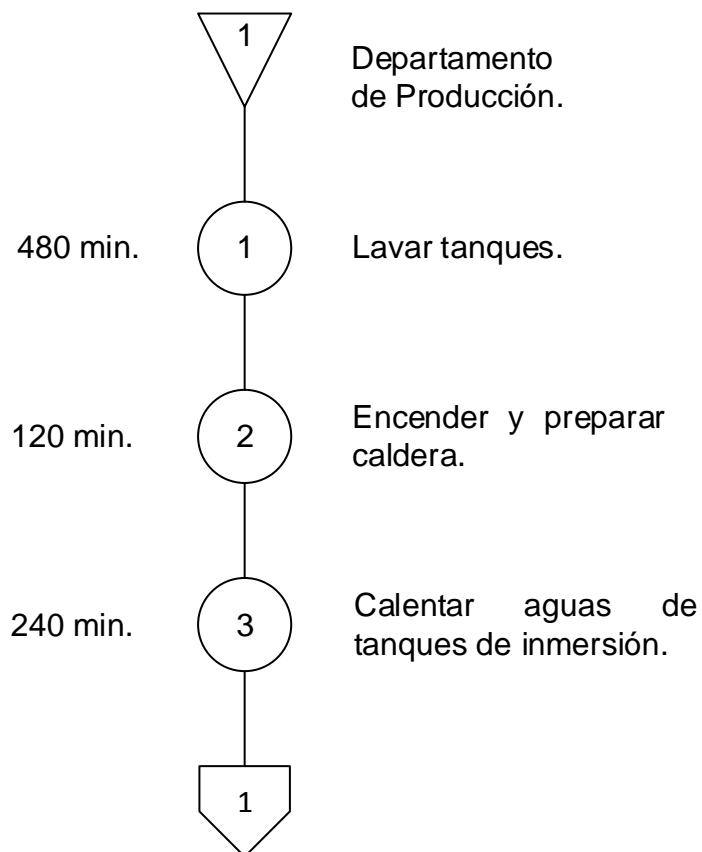 1
Departamento
de Producción.
480 min.
1
Lavar tanques.
120 min.
2
Encender y preparar
caldera.
240 min.
3
Calentar aguas de
tanques de inmersión.
1